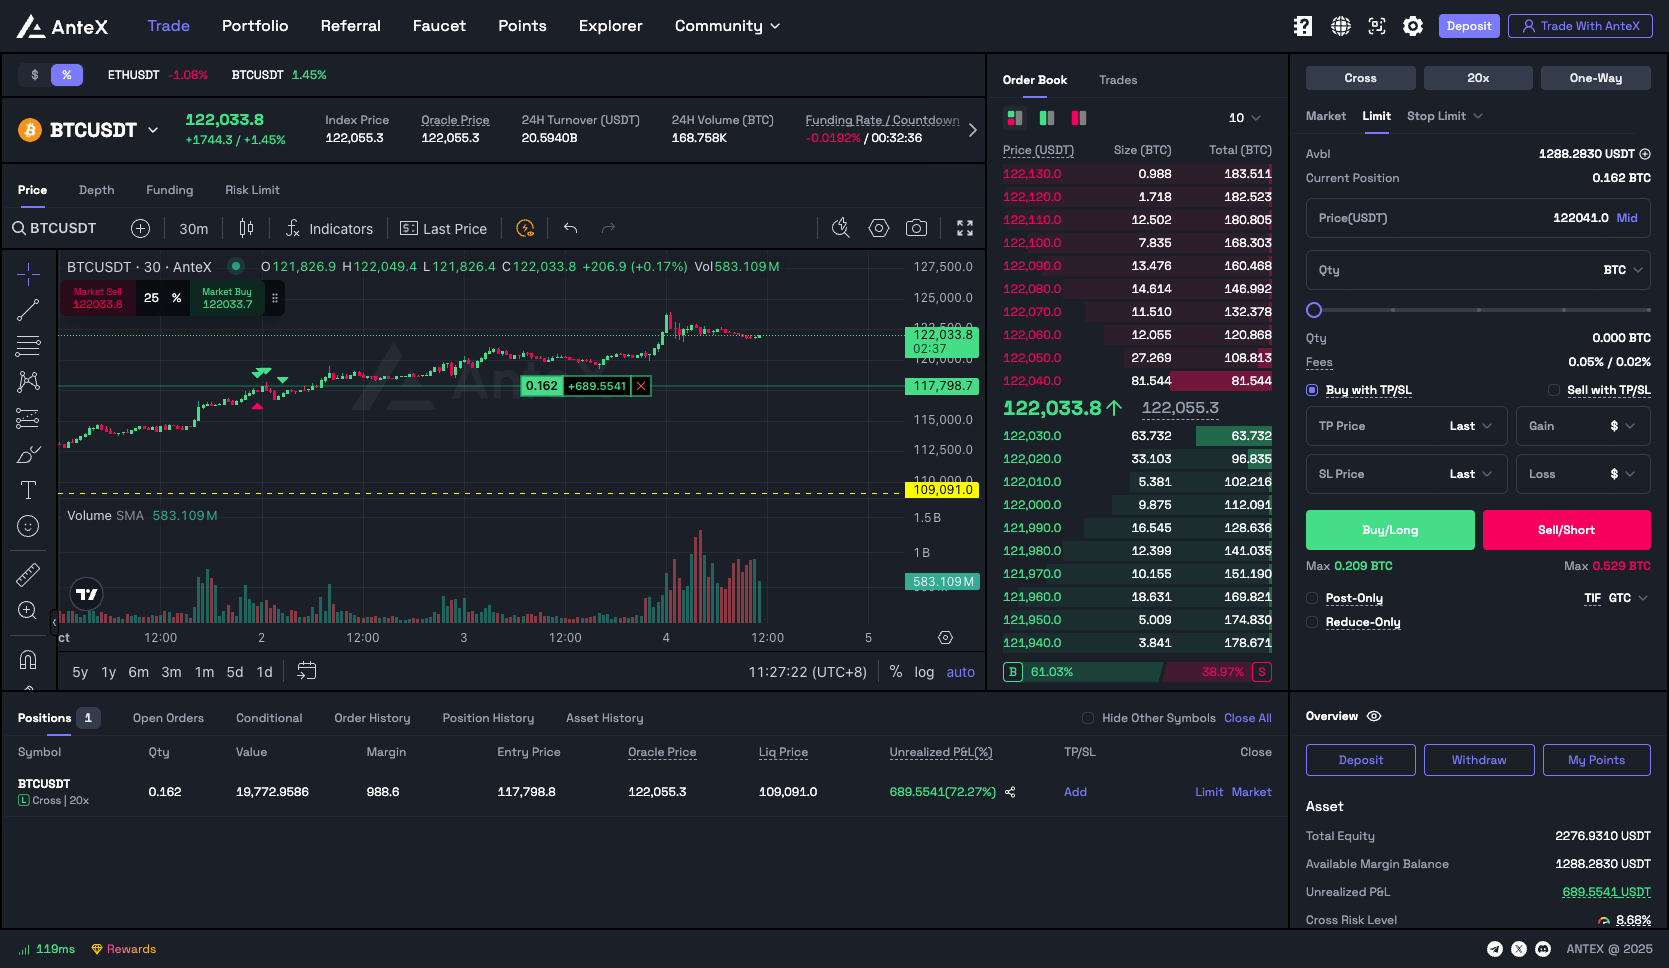 AnteX Trade Portfolio Referral Faucet Points Explorer Community Deposit Trade With AnteX
$ % ETHUSDT -1.08% BTCUSDT 1.45%
BTCUSDT
122,033.8
+1744.3 / +1.45%
Index Price
122,055.3
Oracle Price
122,055.3
24H Turnover (USDT)
20.5940B
24H Volume (BTC)
168.758K
Funding Rate / Countdown
-0.0192% / 00:32:36
Price Depth Funding Risk Limit
BTCUSDT 30m Indicators Last Price
BTCUSDT · 30 · AnteX O121,826.9 H122,049.4 L121,826.4 C122,033.8 +206.9 (+0.17%) Vol583.109M
Market Sell
122033.8
25 %
Market Buy
122033.7
127,500.0
125,000.0
122,033.8
02:37
120,000.0
117,798.7
115,000.0
112,500.0
110,000.0
109,091.0
0.162 +689.5541
AnteX
Volume SMA 583.109M
1.5B
1B
583.109M
ct 12:00 2 12:00 3 12:00 4 12:00 5
5y 1y 6m 3m 1m 5d 1d 11:27:22 (UTC+8) % log auto
Order Book Trades
10
Price (USDT) Size (BTC) Total (BTC)
122,130.0 0.988 183.511
122,120.0 1.718 182.523
122,110.0 12.502 180.805
122,100.0 7.835 168.303
122,090.0 13.476 160.468
122,080.0 14.614 146.992
122,070.0 11.510 132.378
122,060.0 12.055 120.868
122,050.0 27.269 108.813
122,040.0 81.544 81.544
122,033.8 122,055.3
122,030.0 63.732 63.732
122,020.0 33.103 96.835
122,010.0 5.381 102.216
122,000.0 9.875 112.091
121,990.0 16.545 128.636
121,980.0 12.399 141.035
121,970.0 10.155 151.190
121,960.0 18.631 169.821
121,950.0 5.009 174.830
121,940.0 3.841 178.671
B 61.03% 38.97% S
Cross 20x One-Way
Market Limit Stop Limit
Avbl 1288.2830 USDT
Current Position 0.162 BTC
Price(USDT) 122041.0 Mid
Qty BTC
Qty 0.000 BTC
Fees 0.05% / 0.02%
Buy with TP/SL Sell with TP/SL
TP Price Last Gain $
SL Price Last Loss $
Buy/Long Sell/Short
Max 0.209 BTC Max 0.529 BTC
Post-Only TIF GTC
Reduce-Only
Positions 1 Open Orders Conditional Order History Position History Asset History Hide Other Symbols Close All
Symbol Qty Value Margin Entry Price Oracle Price Liq Price Unrealized P&L(%) TP/SL Close
BTCUSDT
L Cross | 20x
0.162 19,772.9586 988.6 117,798.8 122,055.3 109,091.0 689.5541(72.27%) Add Limit Market
Overview
Deposit Withdraw My Points
Asset
Total Equity 2276.9310 USDT
Available Margin Balance 1288.2830 USDT
Unrealized P&L 689.5541 USDT
Cross Risk Level 8.68%
119ms Rewards ANTEX @ 2025